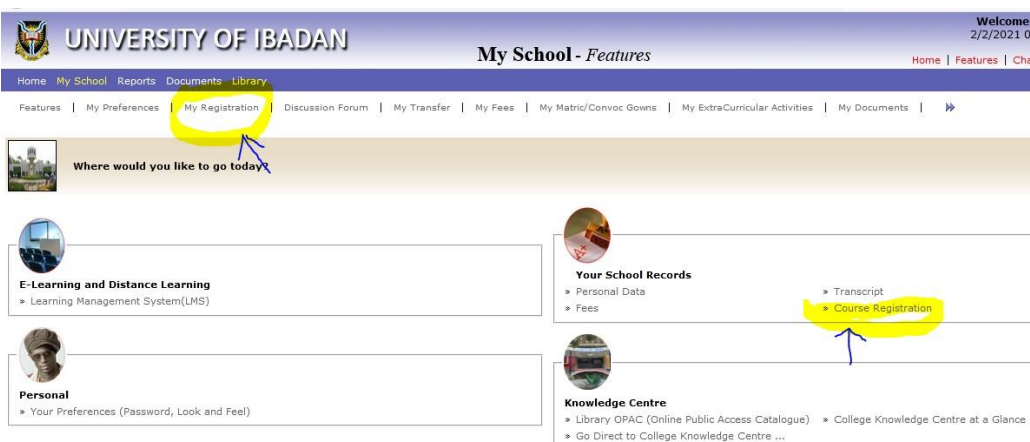 Welcome
UNIVERSITY OF IBADAN
2/2/2021 0
My School - Features
Home | Features | Cha
Home My School Reports Documents Library
Features | My Preferences | My Registration | Discussion Forum | My Transfer | My Fees | My Matric/Convoc Gowns | My ExtraCurricular Activities | My Documents |
Where would you like to go today?
E-Learning and Distance Learning
» Learning Management System(LMS)
A+
Your School Records
» Personal Data » Transcript
» Fees » Course Registration
Personal
» Your Preferences (Password, Look and Feel)
Knowledge Centre
» Library OPAC (Online Public Access Catalogue) » College Knowledge Centre at a Glance
» Go Direct to College Knowledge Centre ...